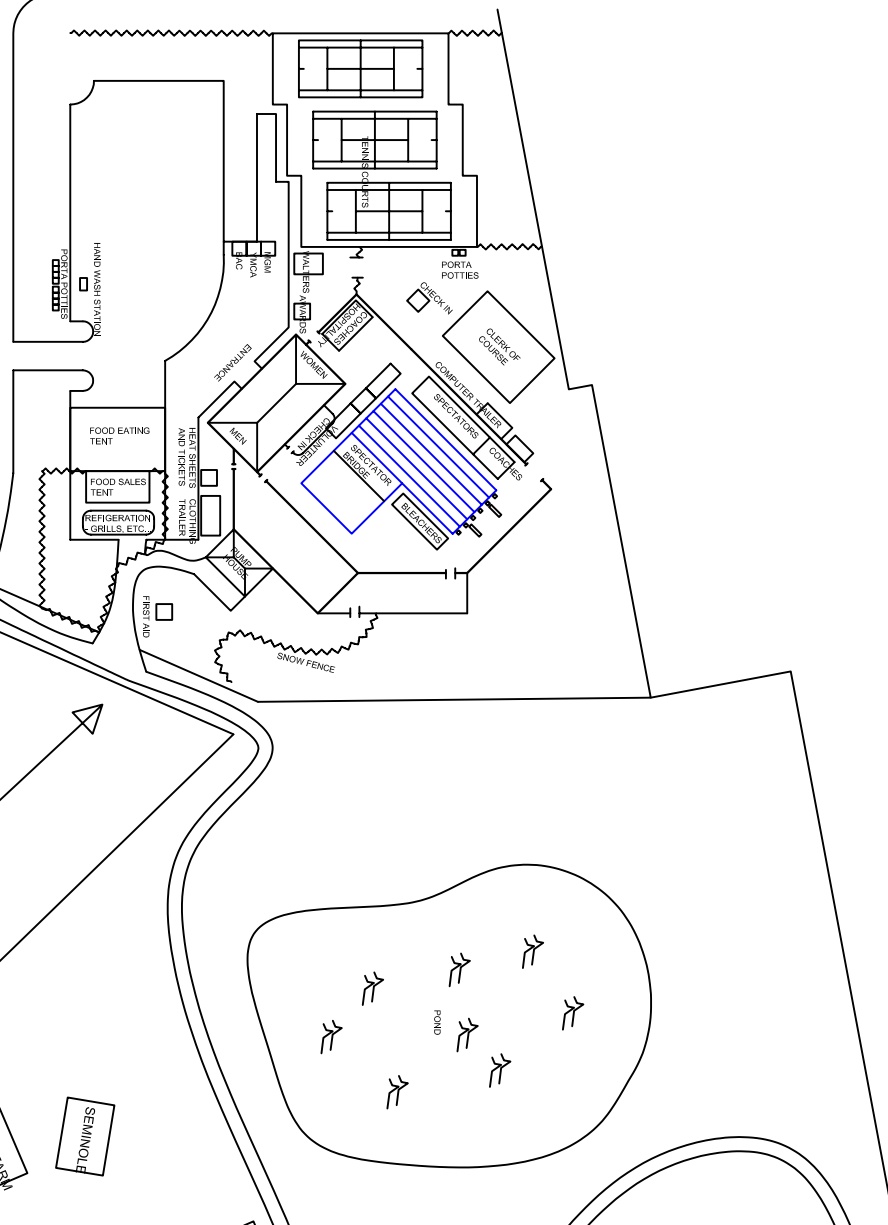 TENNIS COURTS
HAND WASH STATION
PORTA POTTIES
BAC
YMCA
MGM
WALTERS AWARDS
PORTA
POTTIES
CHECK IN
CLERK OF
COURSE
COACHES
HOSPITALITY
ENTRANCE
WOMEN
MEN
COMPUTER TRAILER
SPECTATORS
COACHES
VOLUNTEER
CHECK IN
SPECTATOR
BRIDGE
BLEACHERS
FOOD EATING
TENT
HEAT SHEETS
AND TICKETS
FOOD SALES
TENT
CLOTHING
TRAILER
REFIGERATION
GRILLS, ETC...
PUMP
HOUSE
FIRST AID
SNOW FENCE
POND
SEMINOLE